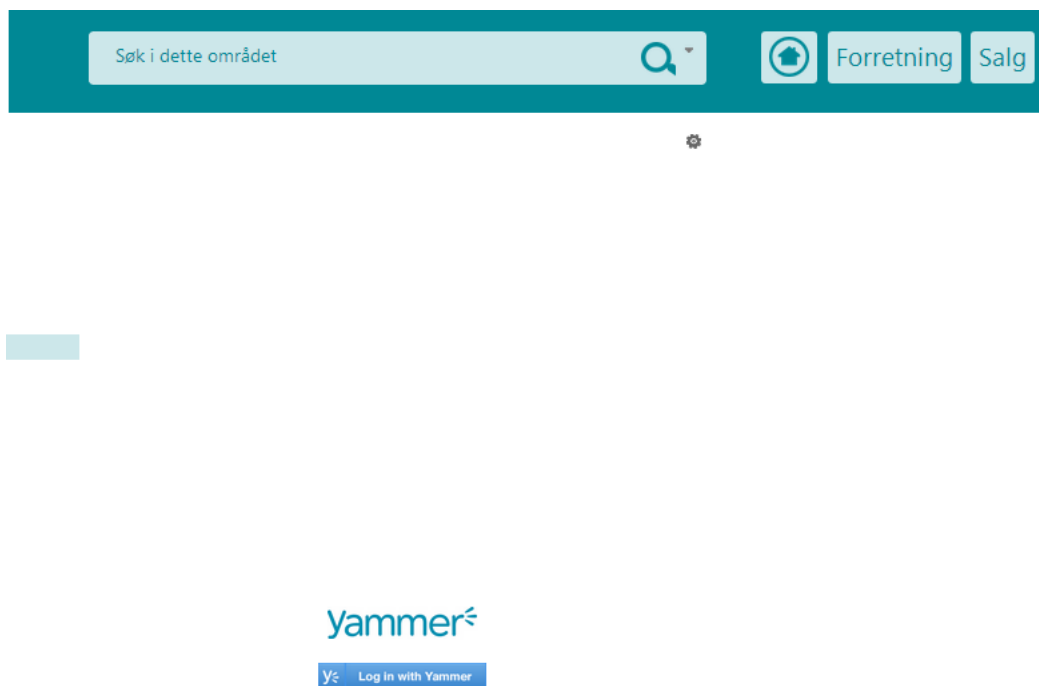 Søk i dette området
Forretning
Salg
yammer
y Log in with Yammer